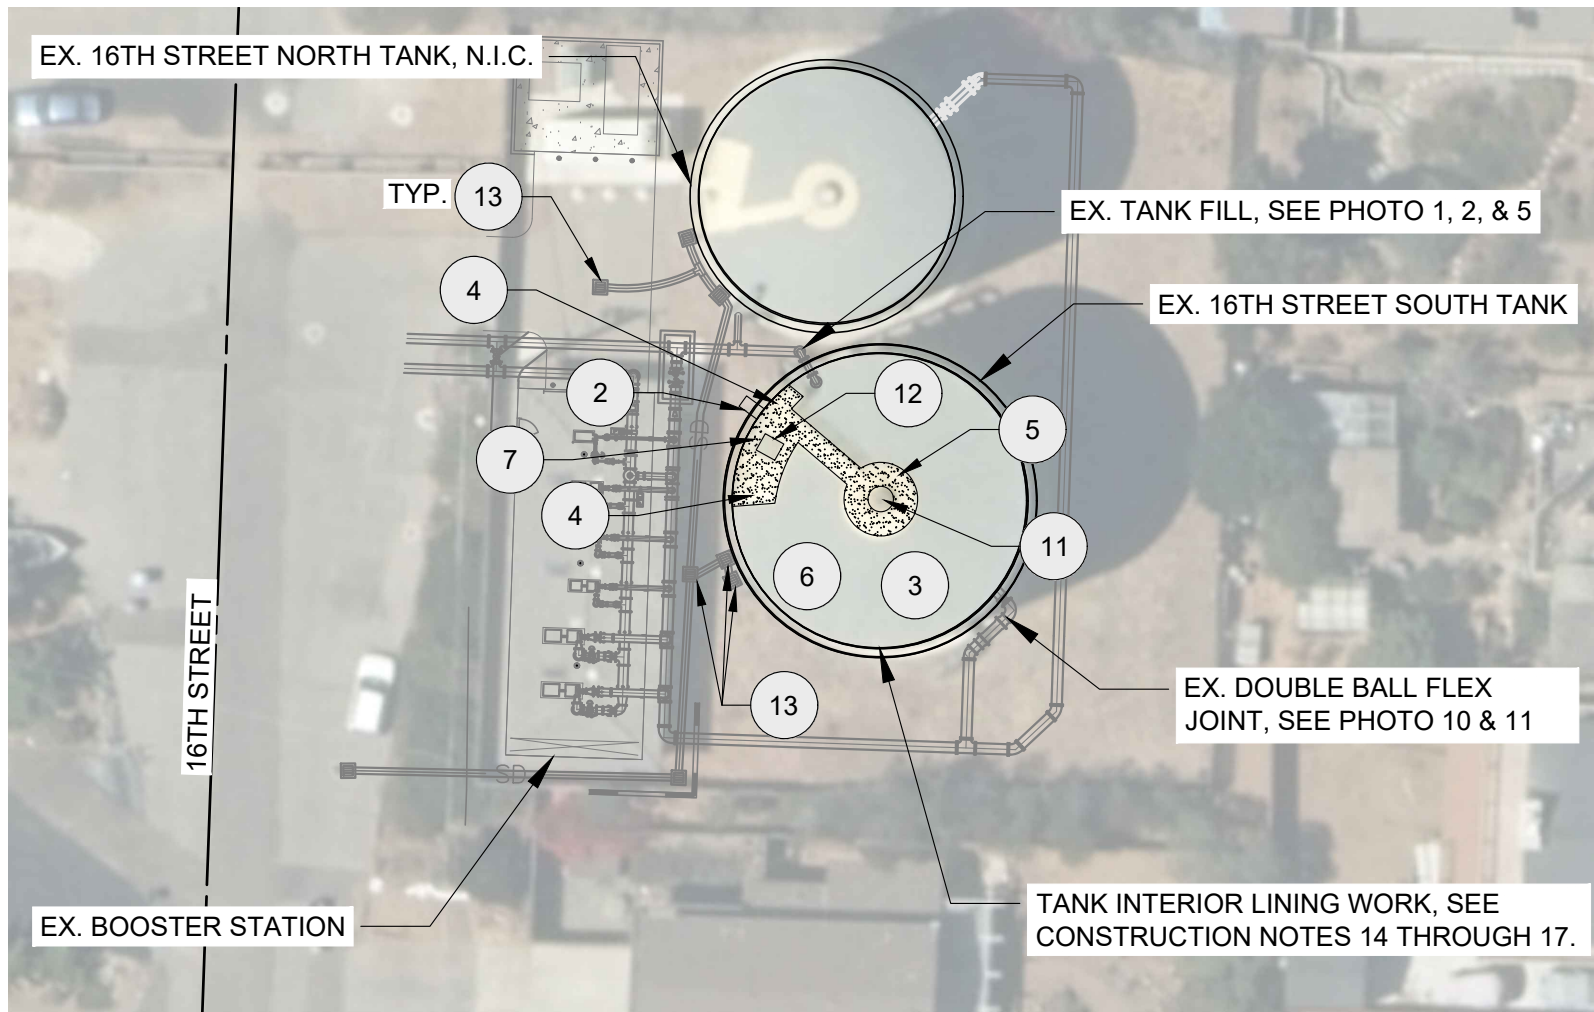 EX. 16TH STREET NORTH TANK, N.I.C.
TYP.
13
EX. TANK FILL, SEE PHOTO 1, 2, & 5
4
EX. 16TH STREET SOUTH TANK
2
12
5
7
4
11
6
3
16TH STREET
13
EX. DOUBLE BALL FLEX
JOINT, SEE PHOTO 10 & 11
SD
EX. BOOSTER STATION
TANK INTERIOR LINING WORK, SEE
CONSTRUCTION NOTES 14 THROUGH 17.